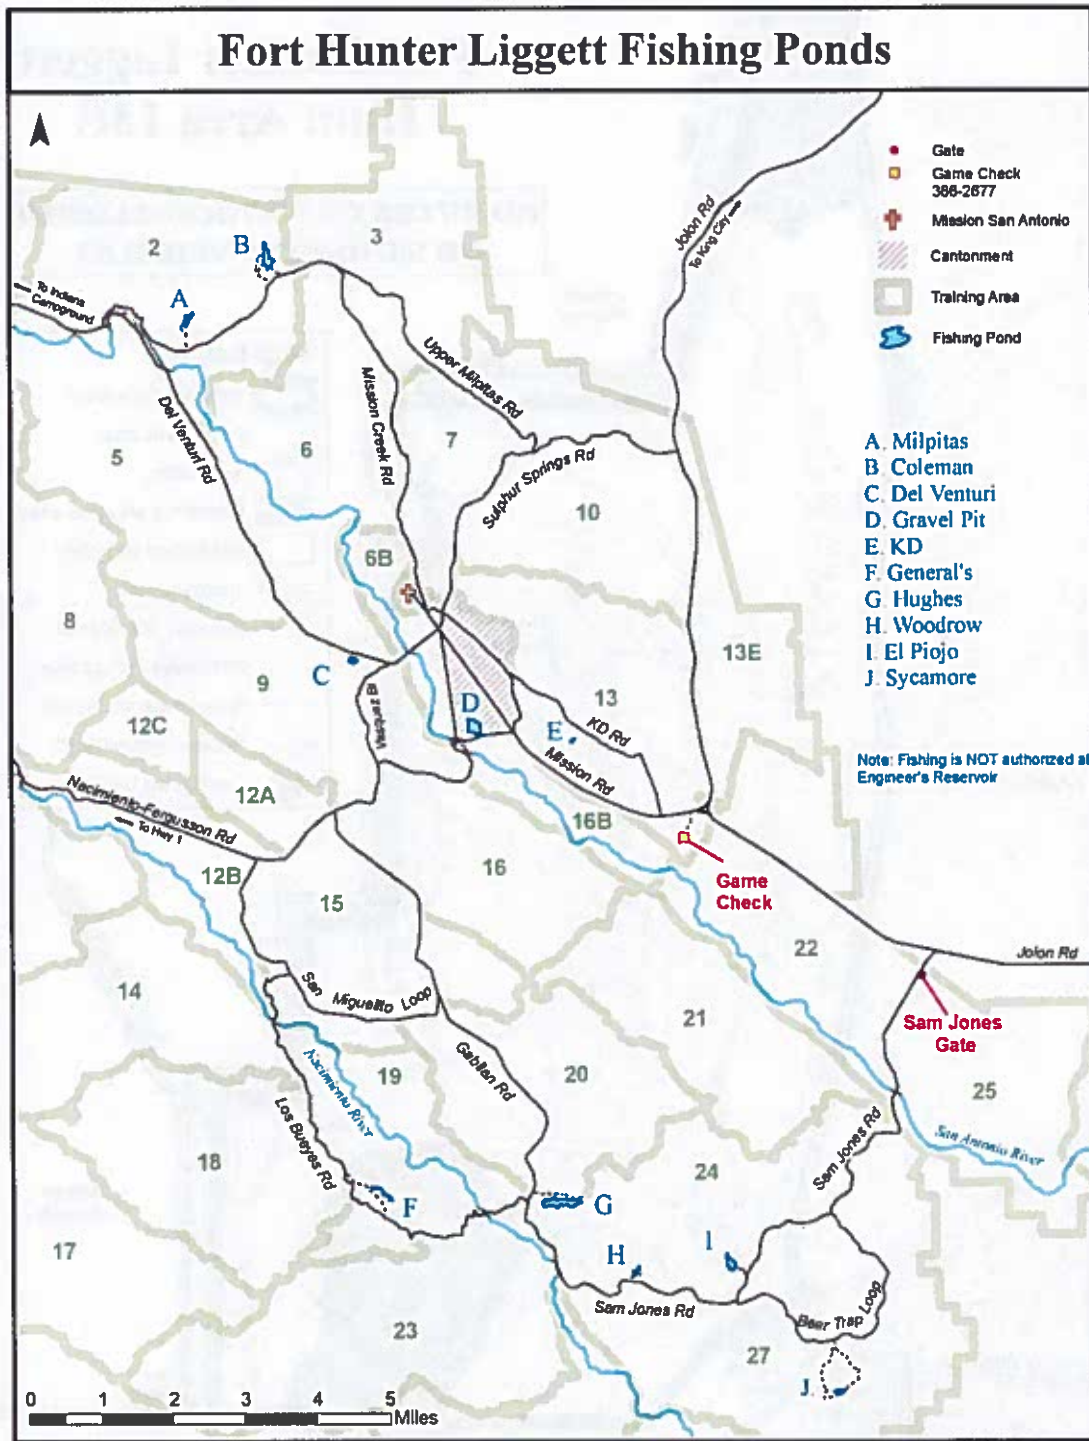 Fort Hunter Liggett Fishing Ponds
Gate
Game Check
386-2677
Mission San Antonio
Cantonment
Training Area
Fishing Pond
A. Milpitas
B. Coleman
C. Del Venturi
D. Gravel Pit
E. KD
F. General's
G. Hughes
H. Woodrow
I. El Piojo
J. Sycamore
Note: Fishing is NOT authorized at
Engineer's Reservoir
Jolon Rd
To King City
2
3
B
A
To Indians
Campground
Upper Milpitas Rd
Mission Creek Rd
Del Venturi Rd
5
6
7
Sulphur Springs Rd
10
6B
8
9
C
13E
13
12C
D
E
KD Rd
Mission Rd
Infantry Rd
12A
Nacimiento-Fergusson Rd
To Hwy 1
12B
16B
16
15
Game
Check
22
Jolon Rd
14
San Miguelito Loop
21
Sam Jones
Gate
Gabilan Rd
19
20
25
Nacimiento River
Los Bueyes Rd
San Antonio River
18
24
Sam Jones Rd
F
G
17
H
I
Sam Jones Rd
Bear Trap Loop
23
27
J
0 1 2 3 4 5
Miles